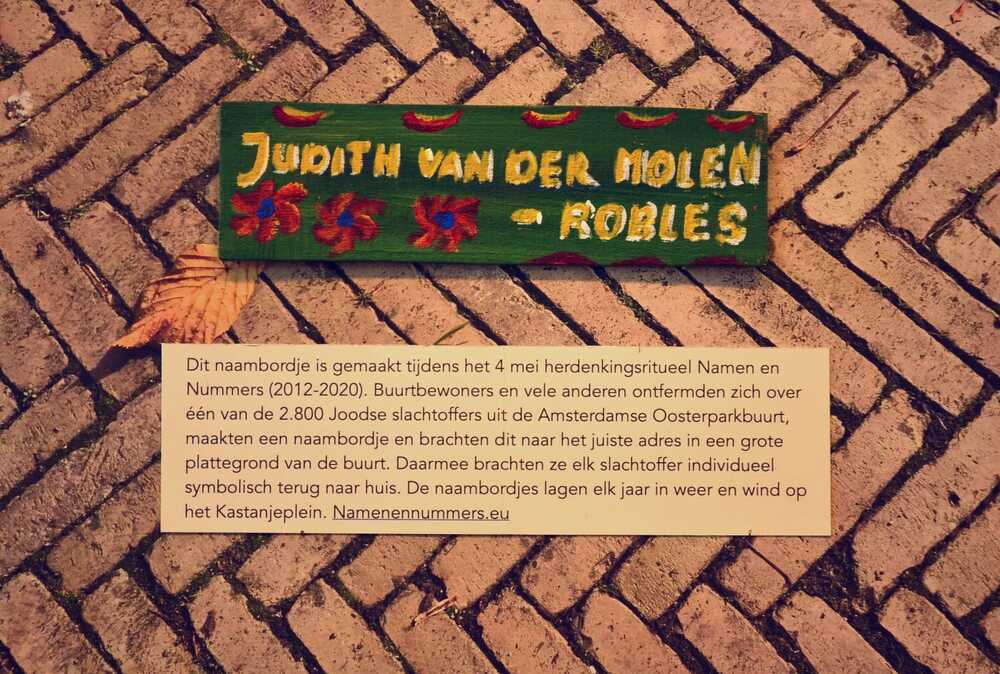 JUDITH VAN DER MOLEN
- ROBLES
Dit naambordje is gemaakt tijdens het 4 mei herdenkingsritueel Namen en
Nummers (2012-2020). Buurtbewoners en vele anderen ontfermden zich over
één van de 2.800 Joodse slachtoffers uit de Amsterdamse Oosterparkbuurt,
maakten een naambordje en brachten dit naar het juiste adres in een grote
plattegrond van de buurt. Daarmee brachten ze elk slachtoffer individueel
symbolisch terug naar huis. De naambordjes lagen elk jaar in weer en wind op
het Kastanjeplein. Namenennummers.eu